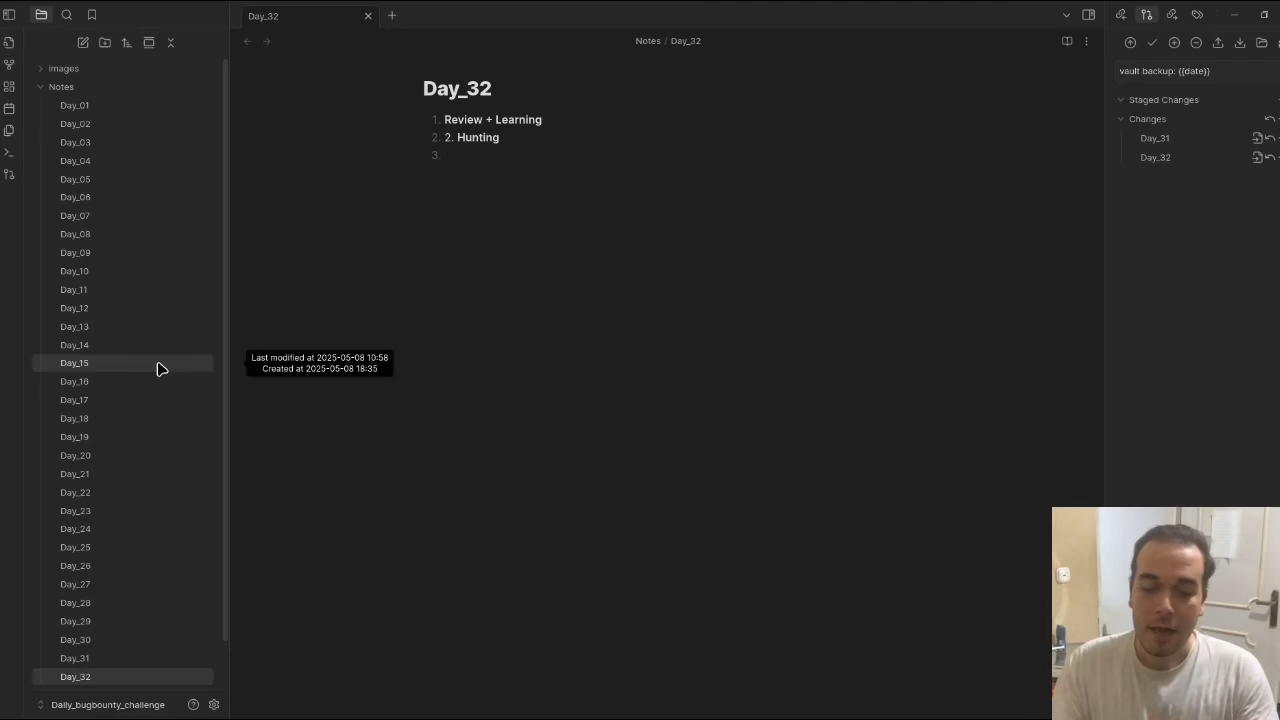 Day_32
Notes / Day_32
images
Notes
Day_01
Day_02
Day_03
Day_04
Day_05
Day_06
Day_07
Day_08
Day_09
Day_10
Day_11
Day_12
Day_13
Day_14
Day_15
Day_16
Day_17
Day_18
Day_19
Day_20
Day_21
Day_22
Day_23
Day_24
Day_25
Day_26
Day_27
Day_28
Day_29
Day_30
Day_31
Day_32
Daily_bugbounty_challenge
Day_32
1. Review + Learning
2. 2. Hunting
3.
Last modified at 2025-05-08 10:58
Created at 2025-05-08 18:35
vault backup: {{date}}
Staged Changes
Changes
Day_31
Day_32